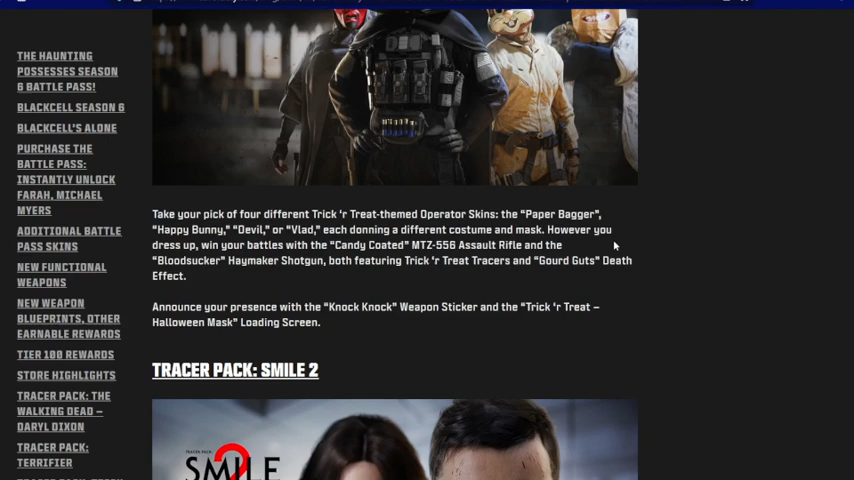 THE HAUNTING
POSSESSES SEASON
6 BATTLE PASS!
BLACKCELL SEASON 6
BLACKCELL'S ALONE
PURCHASE THE
BATTLE PASS:
INSTANTLY UNLOCK
FARAH, MICHAEL
MYERS
ADDITIONAL BATTLE
PASS SKINS
NEW FUNCTIONAL
WEAPONS
NEW WEAPON
BLUEPRINTS, OTHER
EARNABLE REWARDS
TIER 100 REWARDS
STORE HIGHLIGHTS
TRACER PACK: THE
WALKING DEAD –
DARYL DIXON
TRACER PACK:
TERRIFIER
Take your pick of four different Trick ‘r Treat-themed Operator Skins: the “Paper Bagger”,
“Happy Bunny,” “Devil,” or “Vlad,” each donning a different costume and mask. However you
dress up, win your battles with the “Candy Coated” MTZ-556 Assault Rifle and the
“Bloodsucker” Haymaker Shotgun, both featuring Trick ‘r Treat Tracers and “Gourd Guts” Death
Effect.
Announce your presence with the “Knock Knock” Weapon Sticker and the “Trick ‘r Treat –
Halloween Mask” Loading Screen.
TRACER PACK: SMILE 2
TRACER PACK:
SMILE
2